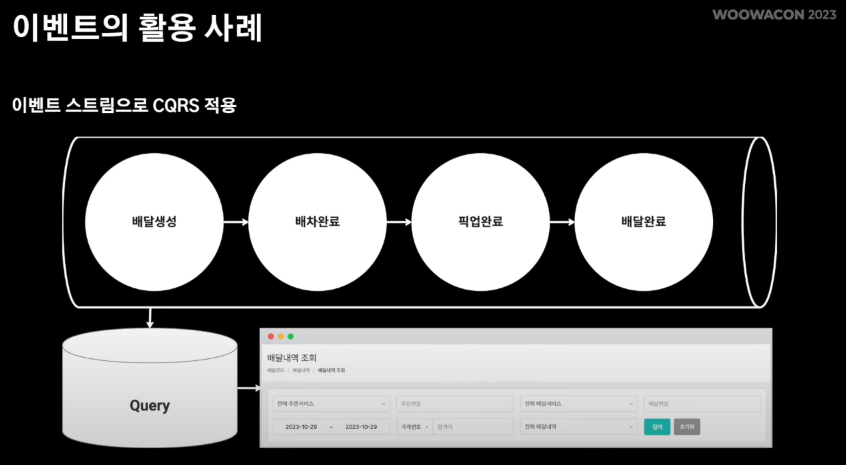 이벤트의 활용 사례
WOOWACON 2023
이벤트 스트림으로 CQRS 적용
배달생성
배차완료
픽업완료
배달완료
Query
배달내역 조회
배달관리 / 배달내역 / 배달내역 조회
전체 주문서비스
주문번호
전체 배달서비스
배달번호
2023-10-29 ~ 2023-10-29
가게번호
검색어
전체 배달내역
검색
초기화